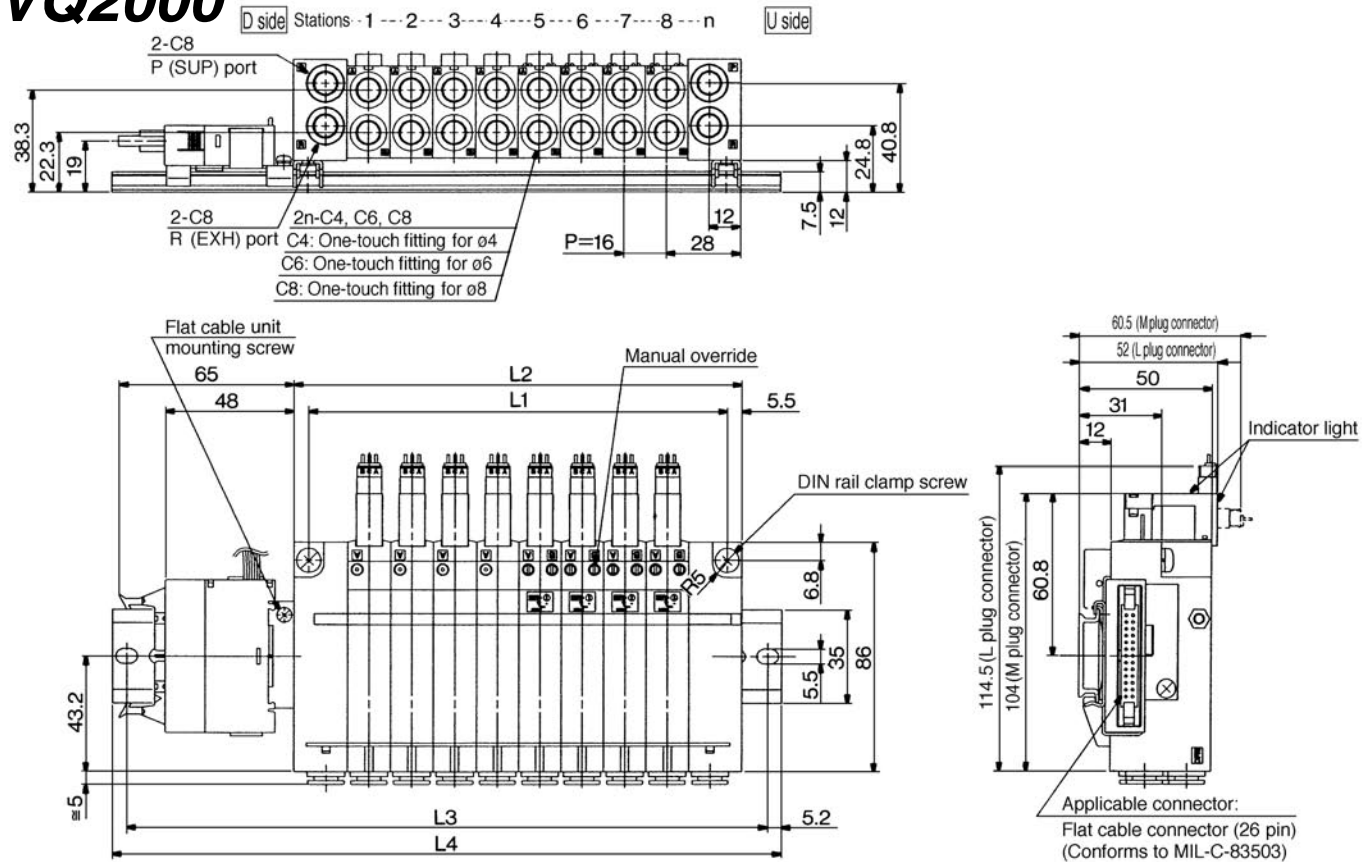 VQ2000
D side Stations 1 2 3 4 5 6 7 8 n U side
2-C8
P (SUP) port
38.3
22.3
19
24.8
40.8
7.5
12
2-C8
R (EXH) port
2n-C4, C6, C8
C4: One-touch fitting for ø4
C6: One-touch fitting for ø6
C8: One-touch fitting for ø8
P=16
28
12
Flat cable unit
mounting screw
65
48
L2
L1
5.5
Manual override
DIN rail clamp screw
R5
6.8
35
86
5.5
43.2
≅5
L3
5.2
L4
60.5 (M plug connector)
52 (L plug connector)
50
31
12
Indicator light
114.5 (L plug connector)
104 (M plug connector)
60.8
Applicable connector:
Flat cable connector (26 pin)
(Conforms to MIL-C-83503)